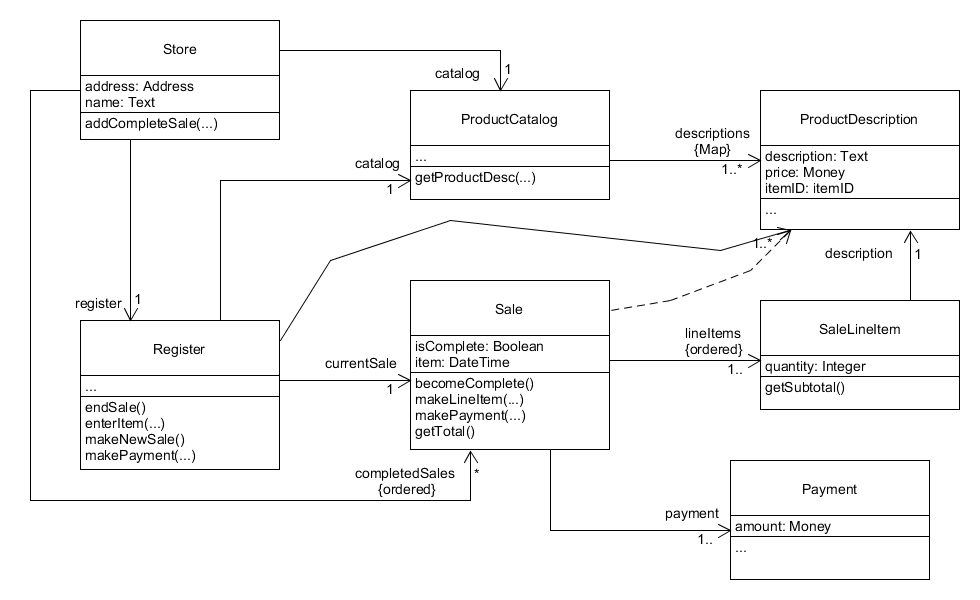 Store
address: Address
name: Text
addCompleteSale(...)
catalog
1
ProductCatalog
...
getProductDesc(...)
descriptions
{Map}
1..*
ProductDescription
description: Text
price: Money
itemID: itemID
...
catalog
1
1..*
description
1
register
1
Register
...
endSale()
enterItem(...)
makeNewSale()
makePayment(...)
currentSale
1
Sale
isComplete: Boolean
item: DateTime
becomeComplete()
makeLineItem(...)
makePayment(...)
getTotal()
lineItems
{ordered}
1..
SaleLineItem
quantity: Integer
getSubtotal()
completedSales
{ordered}
*
payment
1..
Payment
amount: Money
...